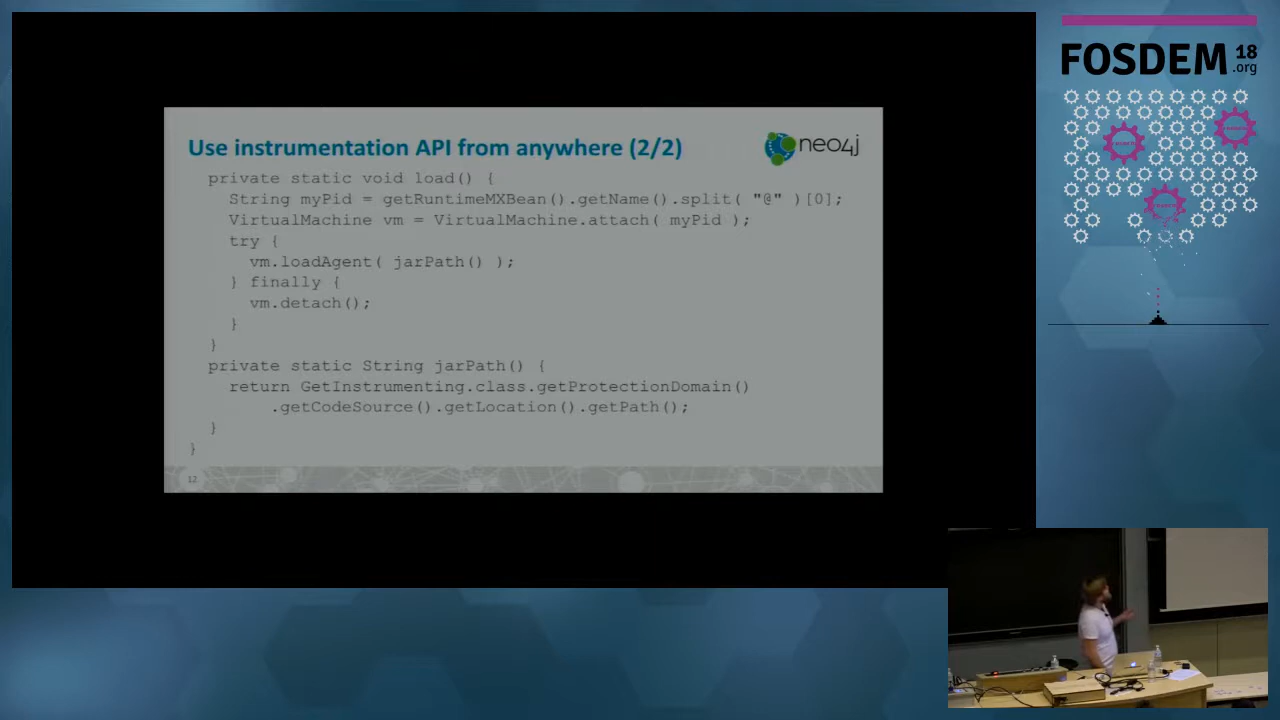 FOSDEM 18
.org
Use instrumentation API from anywhere (2/2)
neo4j
private static void load() {
String myPid = getRuntimeMXBean().getName().split( "@" )[0];
VirtualMachine vm = VirtualMachine.attach( myPid );
try {
vm.loadAgent( jarPath() );
} finally {
vm.detach();
}
}
private static String jarPath() {
return GetInstrumenting.class.getProtectionDomain()
.getCodeSource().getLocation().getPath();
}
}
12